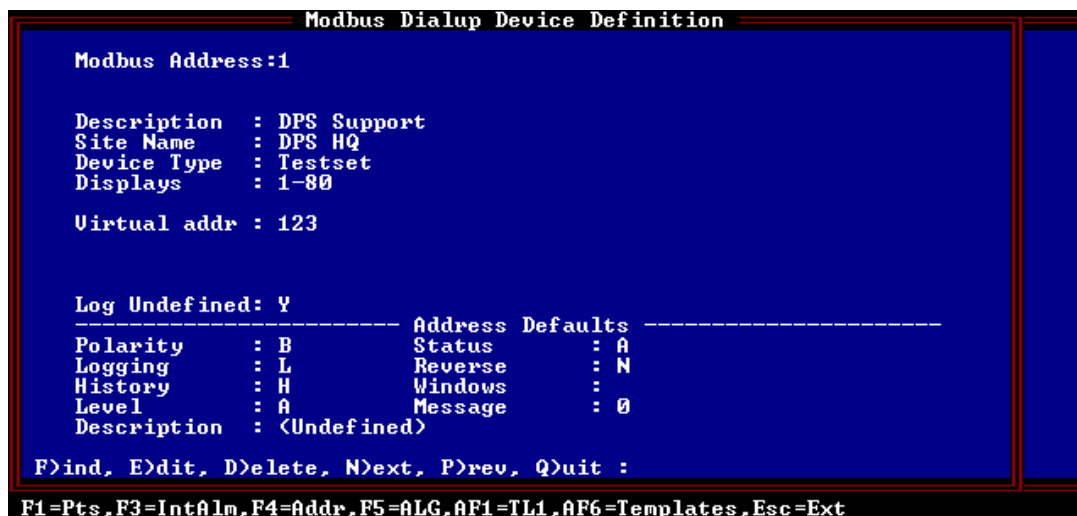 Modbus Dialup Device Definition
Modbus Address:1
Description : DPS Support
Site Name : DPS HQ
Device Type : Testset
Displays : 1-80
Virtual addr : 123
Log Undefined: Y
------------------------ Address Defaults ----------------------
Polarity : B Status : A
Logging : L Reverse : N
History : H Windows :
Level : A Message : 0
Description : (Undefined)
F)ind, E)dit, D)elete, N)ext, P)rev, Q)uit :
F1=Pts,F3=IntAlm,F4=Addr,F5=ALG,AF1=TL1,AF6=Templates,Esc=Ext